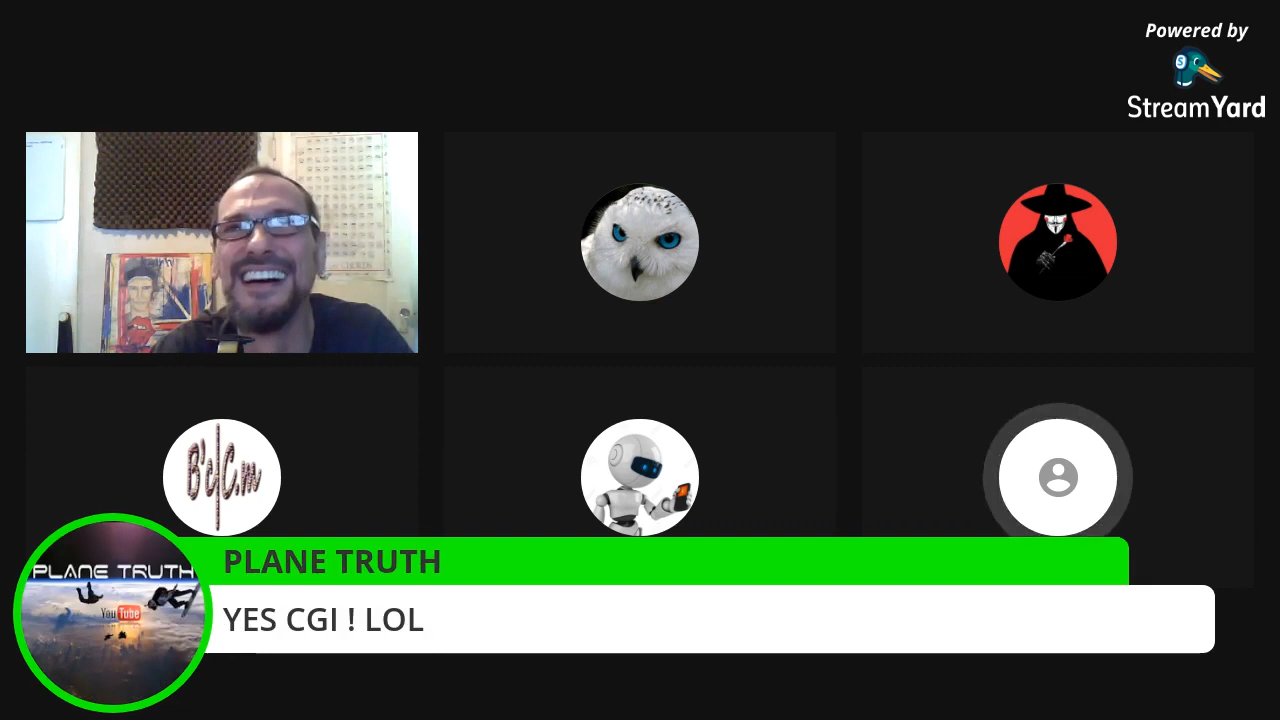 Powered by
StreamYard
B'c|C.m
PLANE TRUTH
YouTube
PLANE TRUTH
YES CGI ! LOL